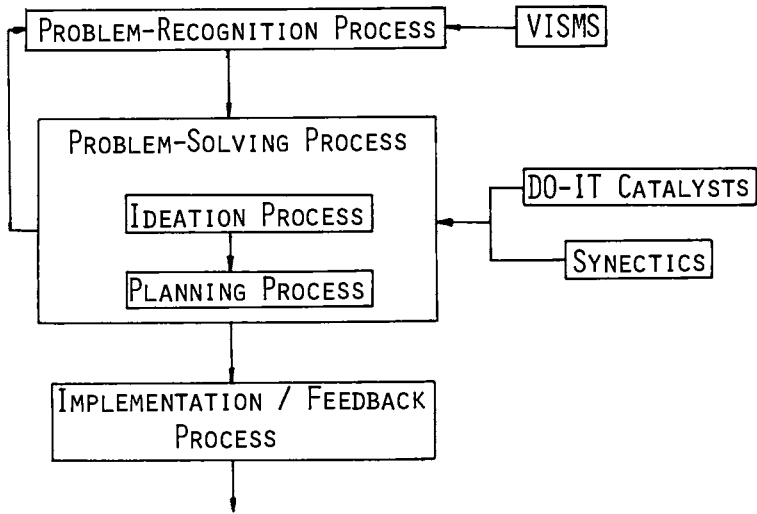 PROBLEM-RECOGNITION PROCESS
VISMS
PROBLEM-SOLVING PROCESS
IDEATION PROCESS
PLANNING PROCESS
DO-IT CATALYSTS
SYNECTICS
IMPLEMENTATION / FEEDBACK
PROCESS